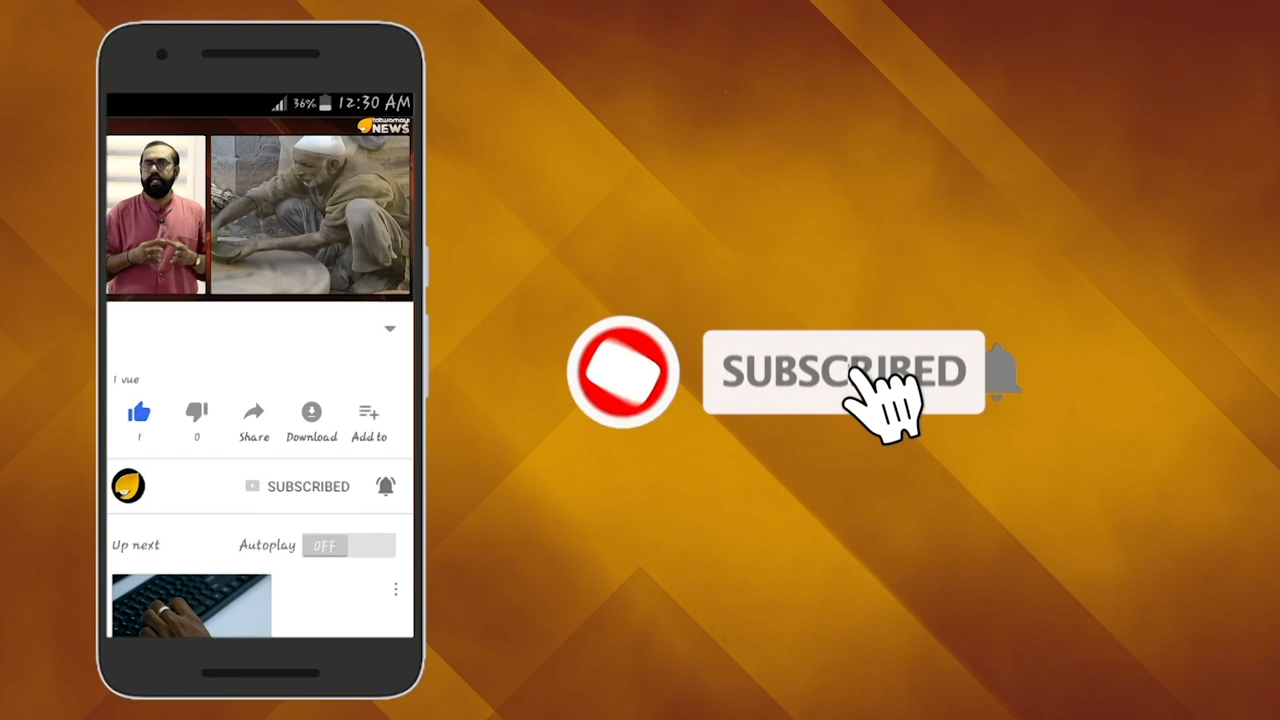 36% 12:30 AM
tatwamayi
NEWS
1 vue
1 0 Share Download Add to
SUBSCRIBED
Up next Autoplay OFF
SUBSCRIBED